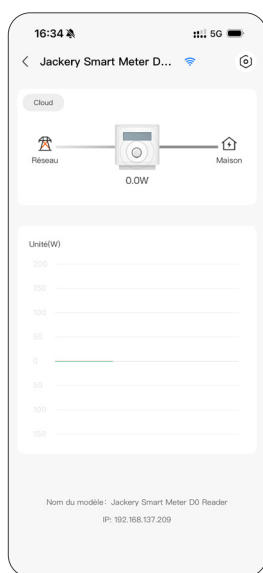 16:34
5G
Jackery Smart Meter D...
Cloud
Réseau
Maison
0.0W
Unité(W)
200
150
100
50
0
50
100
150
Nom du modèle: Jackery Smart Meter D0 Reader
IP: 192.168.137.209